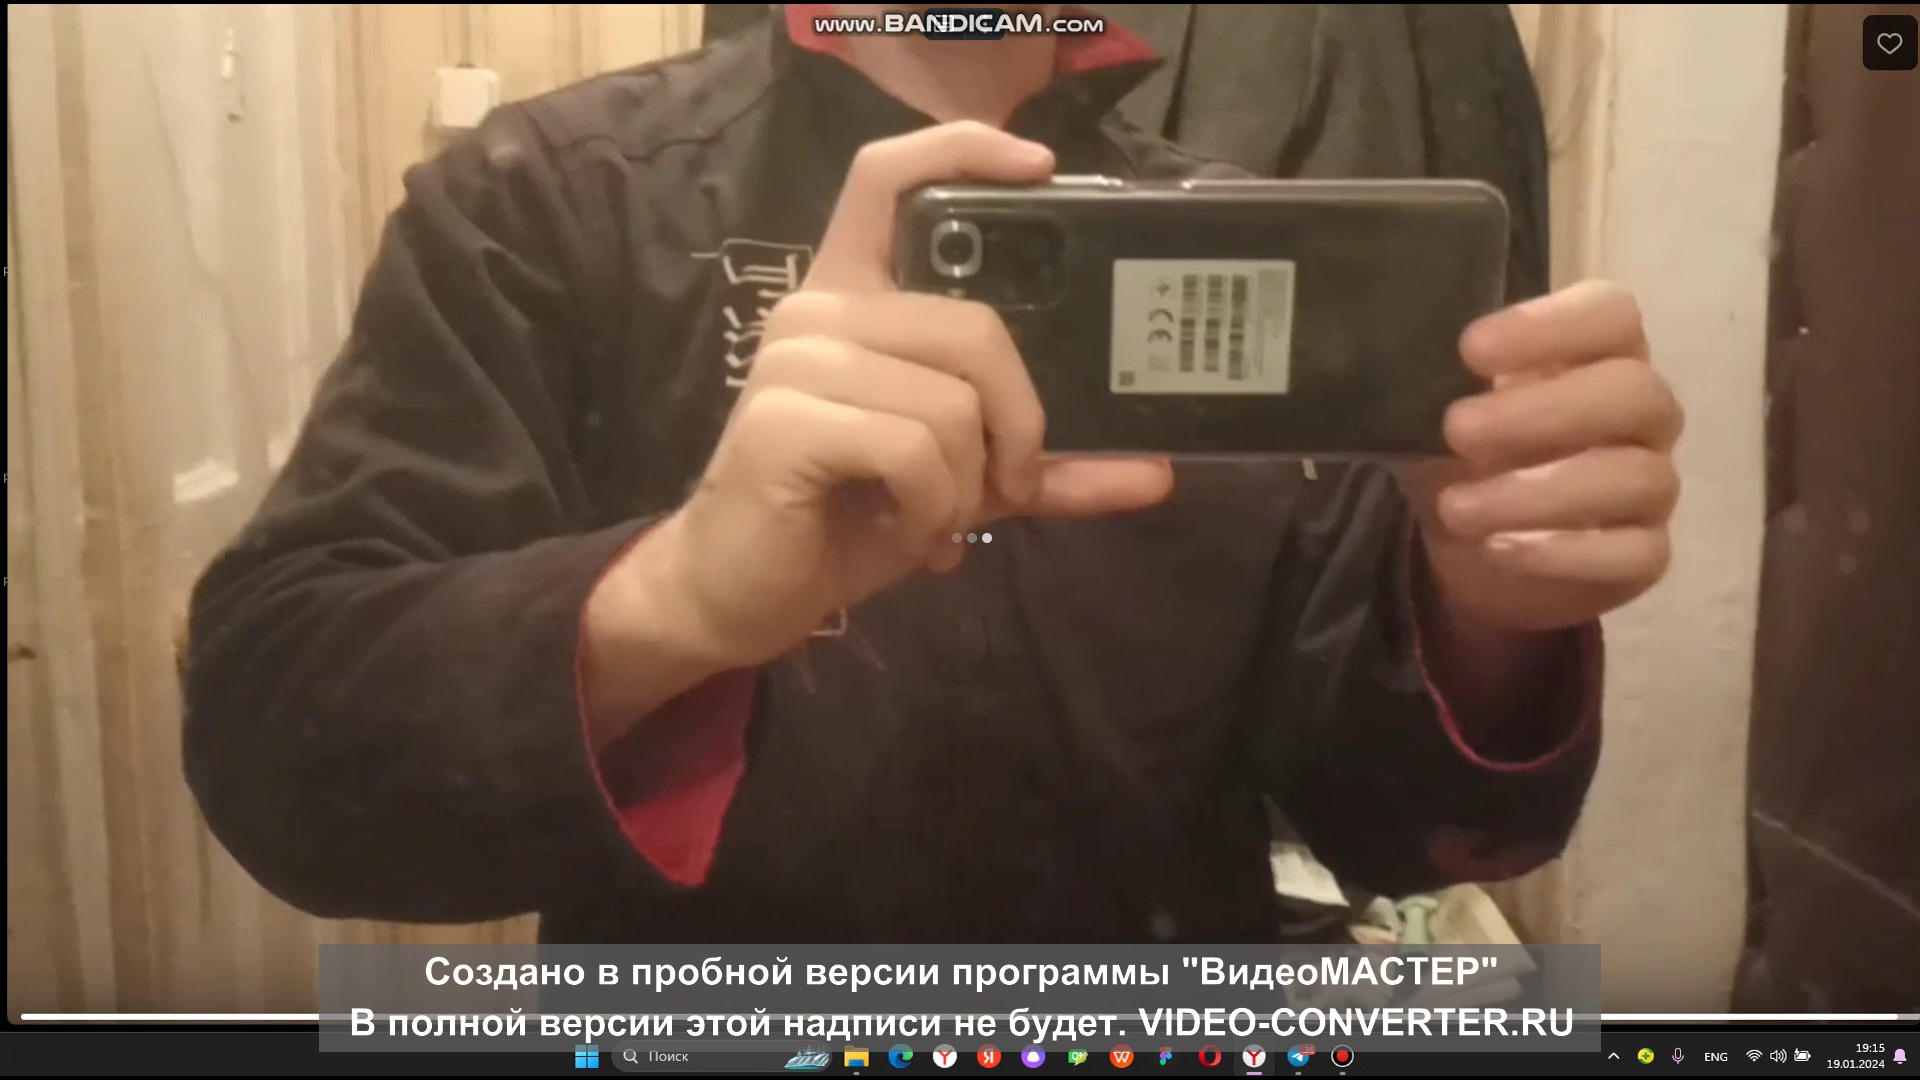 www.BANDICAM.com
Создано в пробной версии программы "ВидеоМАСТЕР"
В полной версии этой надписи не будет. VIDEO-CONVERTER.RU
Поиск
ENG
19:15
19.01.2024